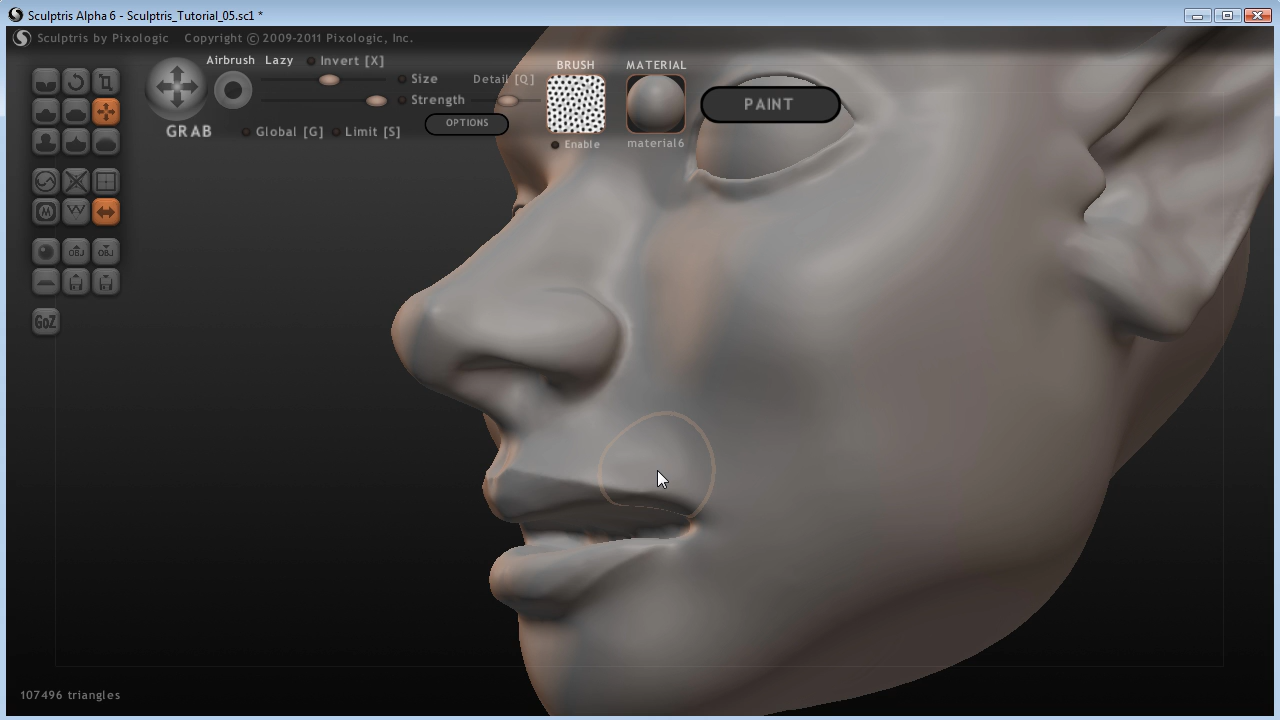 Sculptris Alpha 6 - Sculptris_Tutorial_05.sc1 *
Sculptris by Pixologic Copyright © 2009-2011 Pixologic, Inc.
Airbrush Lazy Invert [X]
Size Detail [Q]
Strength
OPTIONS
GRAB Global [G] Limit [S]
BRUSH
Enable
MATERIAL
material6
PAINT
M
OBJ OBJ
GoZ
107496 triangles